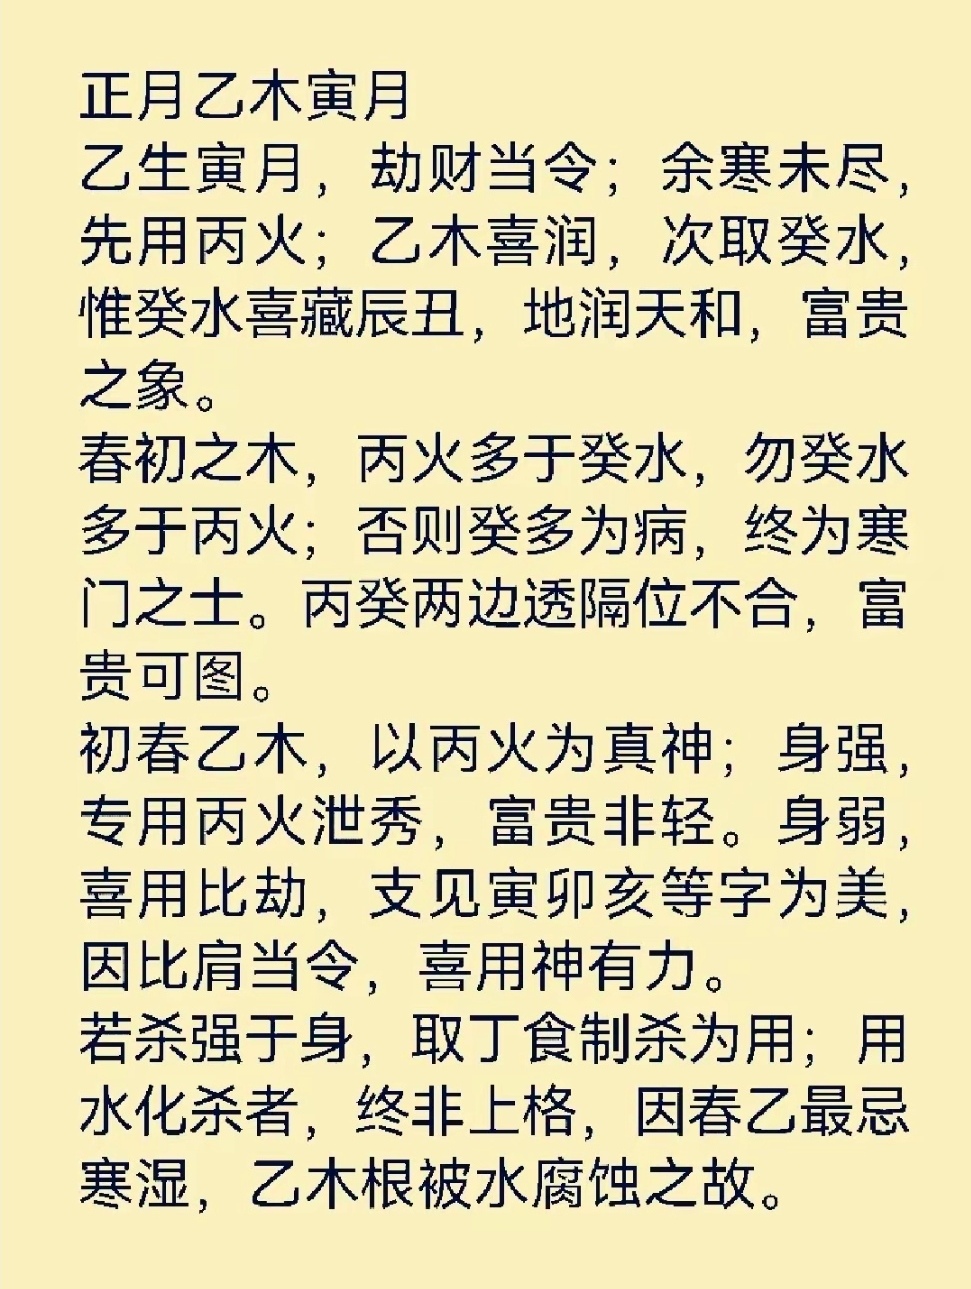 正月乙木寅月
乙生寅月，劫财当令；余寒未尽，
先用丙火；乙木喜润，次取癸水，
惟癸水喜藏辰丑，地润天和，富贵
之象。
春初之木，丙火多于癸水，勿癸水
多于丙火；否则癸多为病，终为寒
门之士。丙癸两边透隔位不合，富
贵可图。
初春乙木，以丙火为真神；身强，
专用丙火泄秀，富贵非轻。身弱，
喜用比劫，支见寅卯亥等字为美，
因比肩当令，喜用神有力。
若杀强于身，取丁食制杀为用；用
水化杀者，终非上格，因春乙最忌
寒湿，乙木根被水腐蚀之故。